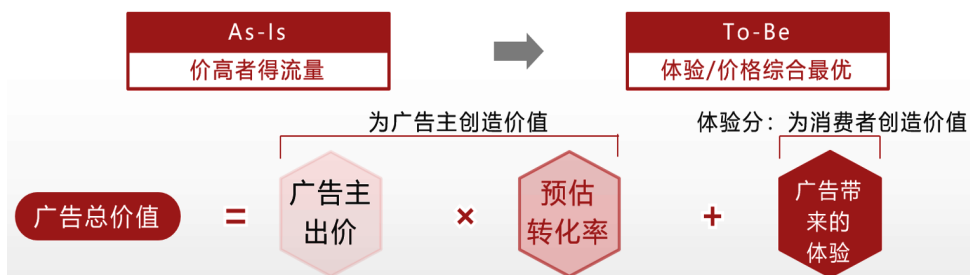 As-Is
To-Be
价高者得流量
体验/价格综合最优
为广告主创造价值
体验分：为消费者创造价值
广告总价值
=
广告主
出价
×
预估
转化率
+
广告带
来的
体验